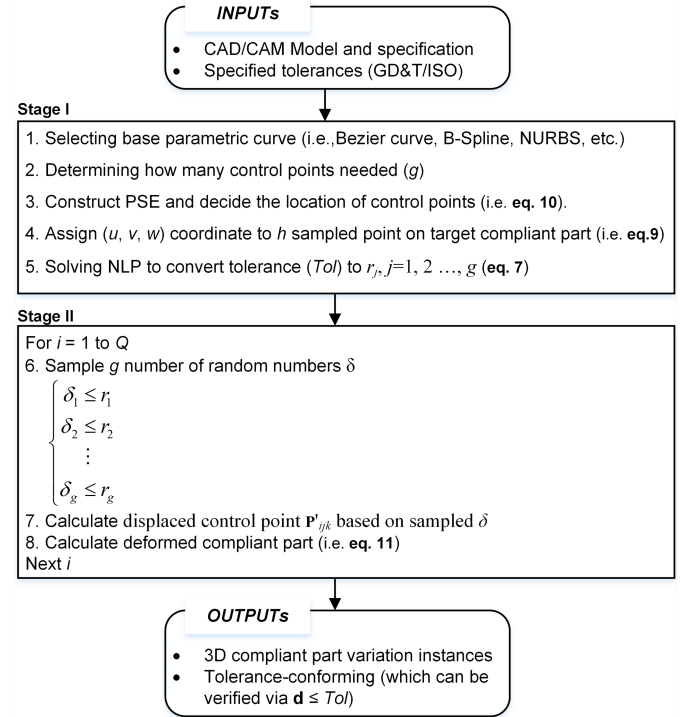 INPUTs
• CAD/CAM Model and specification
• Specified tolerances (GD&T/ISO)
Stage I
1. Selecting base parametric curve (i.e.,Bezier curve, B-Spline, NURBS, etc.)
2. Determining how many control points needed (g)
3. Construct PSE and decide the location of control points (i.e. eq. 10).
4. Assign (u, v, w) coordinate to h sampled point on target compliant part (i.e. eq.9)
5. Solving NLP to convert tolerance (Tol) to r_j, j=1, 2 …, g (eq. 7)
Stage II
For i = 1 to Q
6. Sample g number of random numbers δ
δ₁ ≤ r₁
δ₂ ≤ r₂
⋮
δ_g ≤ r_g
7. Calculate displaced control point P'_ijk based on sampled δ
8. Calculate deformed compliant part (i.e. eq. 11)
Next i
OUTPUTs
• 3D compliant part variation instances
• Tolerance-conforming (which can be
verified via d ≤ Tol)